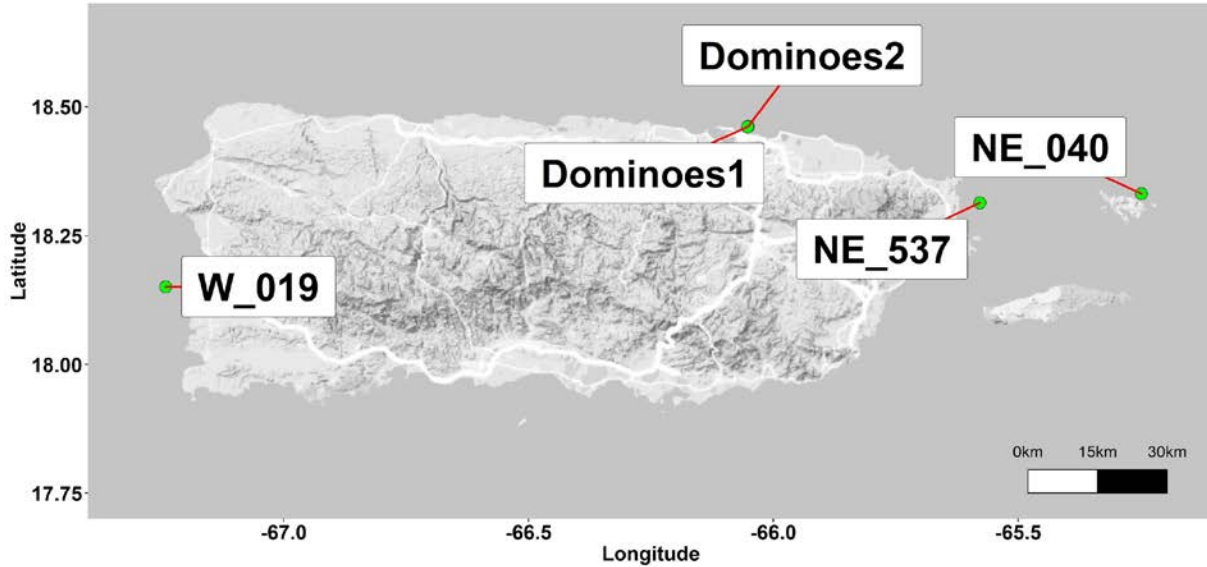 Dominoes2
18.50
NE_040
Dominoes1
18.25
NE_537
W_019
Latitude
18.00
0km 15km 30km
17.75
-67.0 -66.5 -66.0 -65.5
Longitude